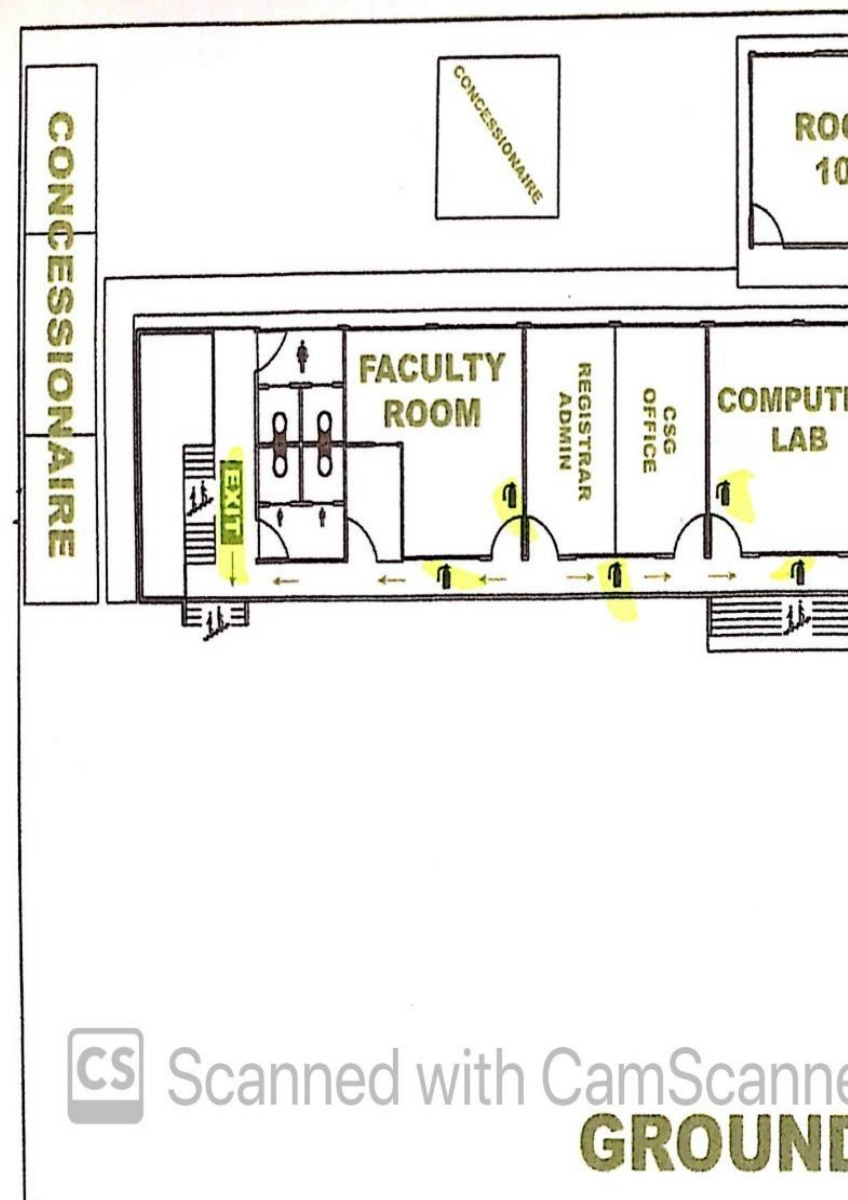 CONCESSIONAIRE
CONCESSIONAIRE
ROO
10
FACULTY
ROOM
REGISTRAR
ADMIN
CSG
OFFICE
COMPUT
LAB
EXIT
CS Scanned with CamScanne
GROUND